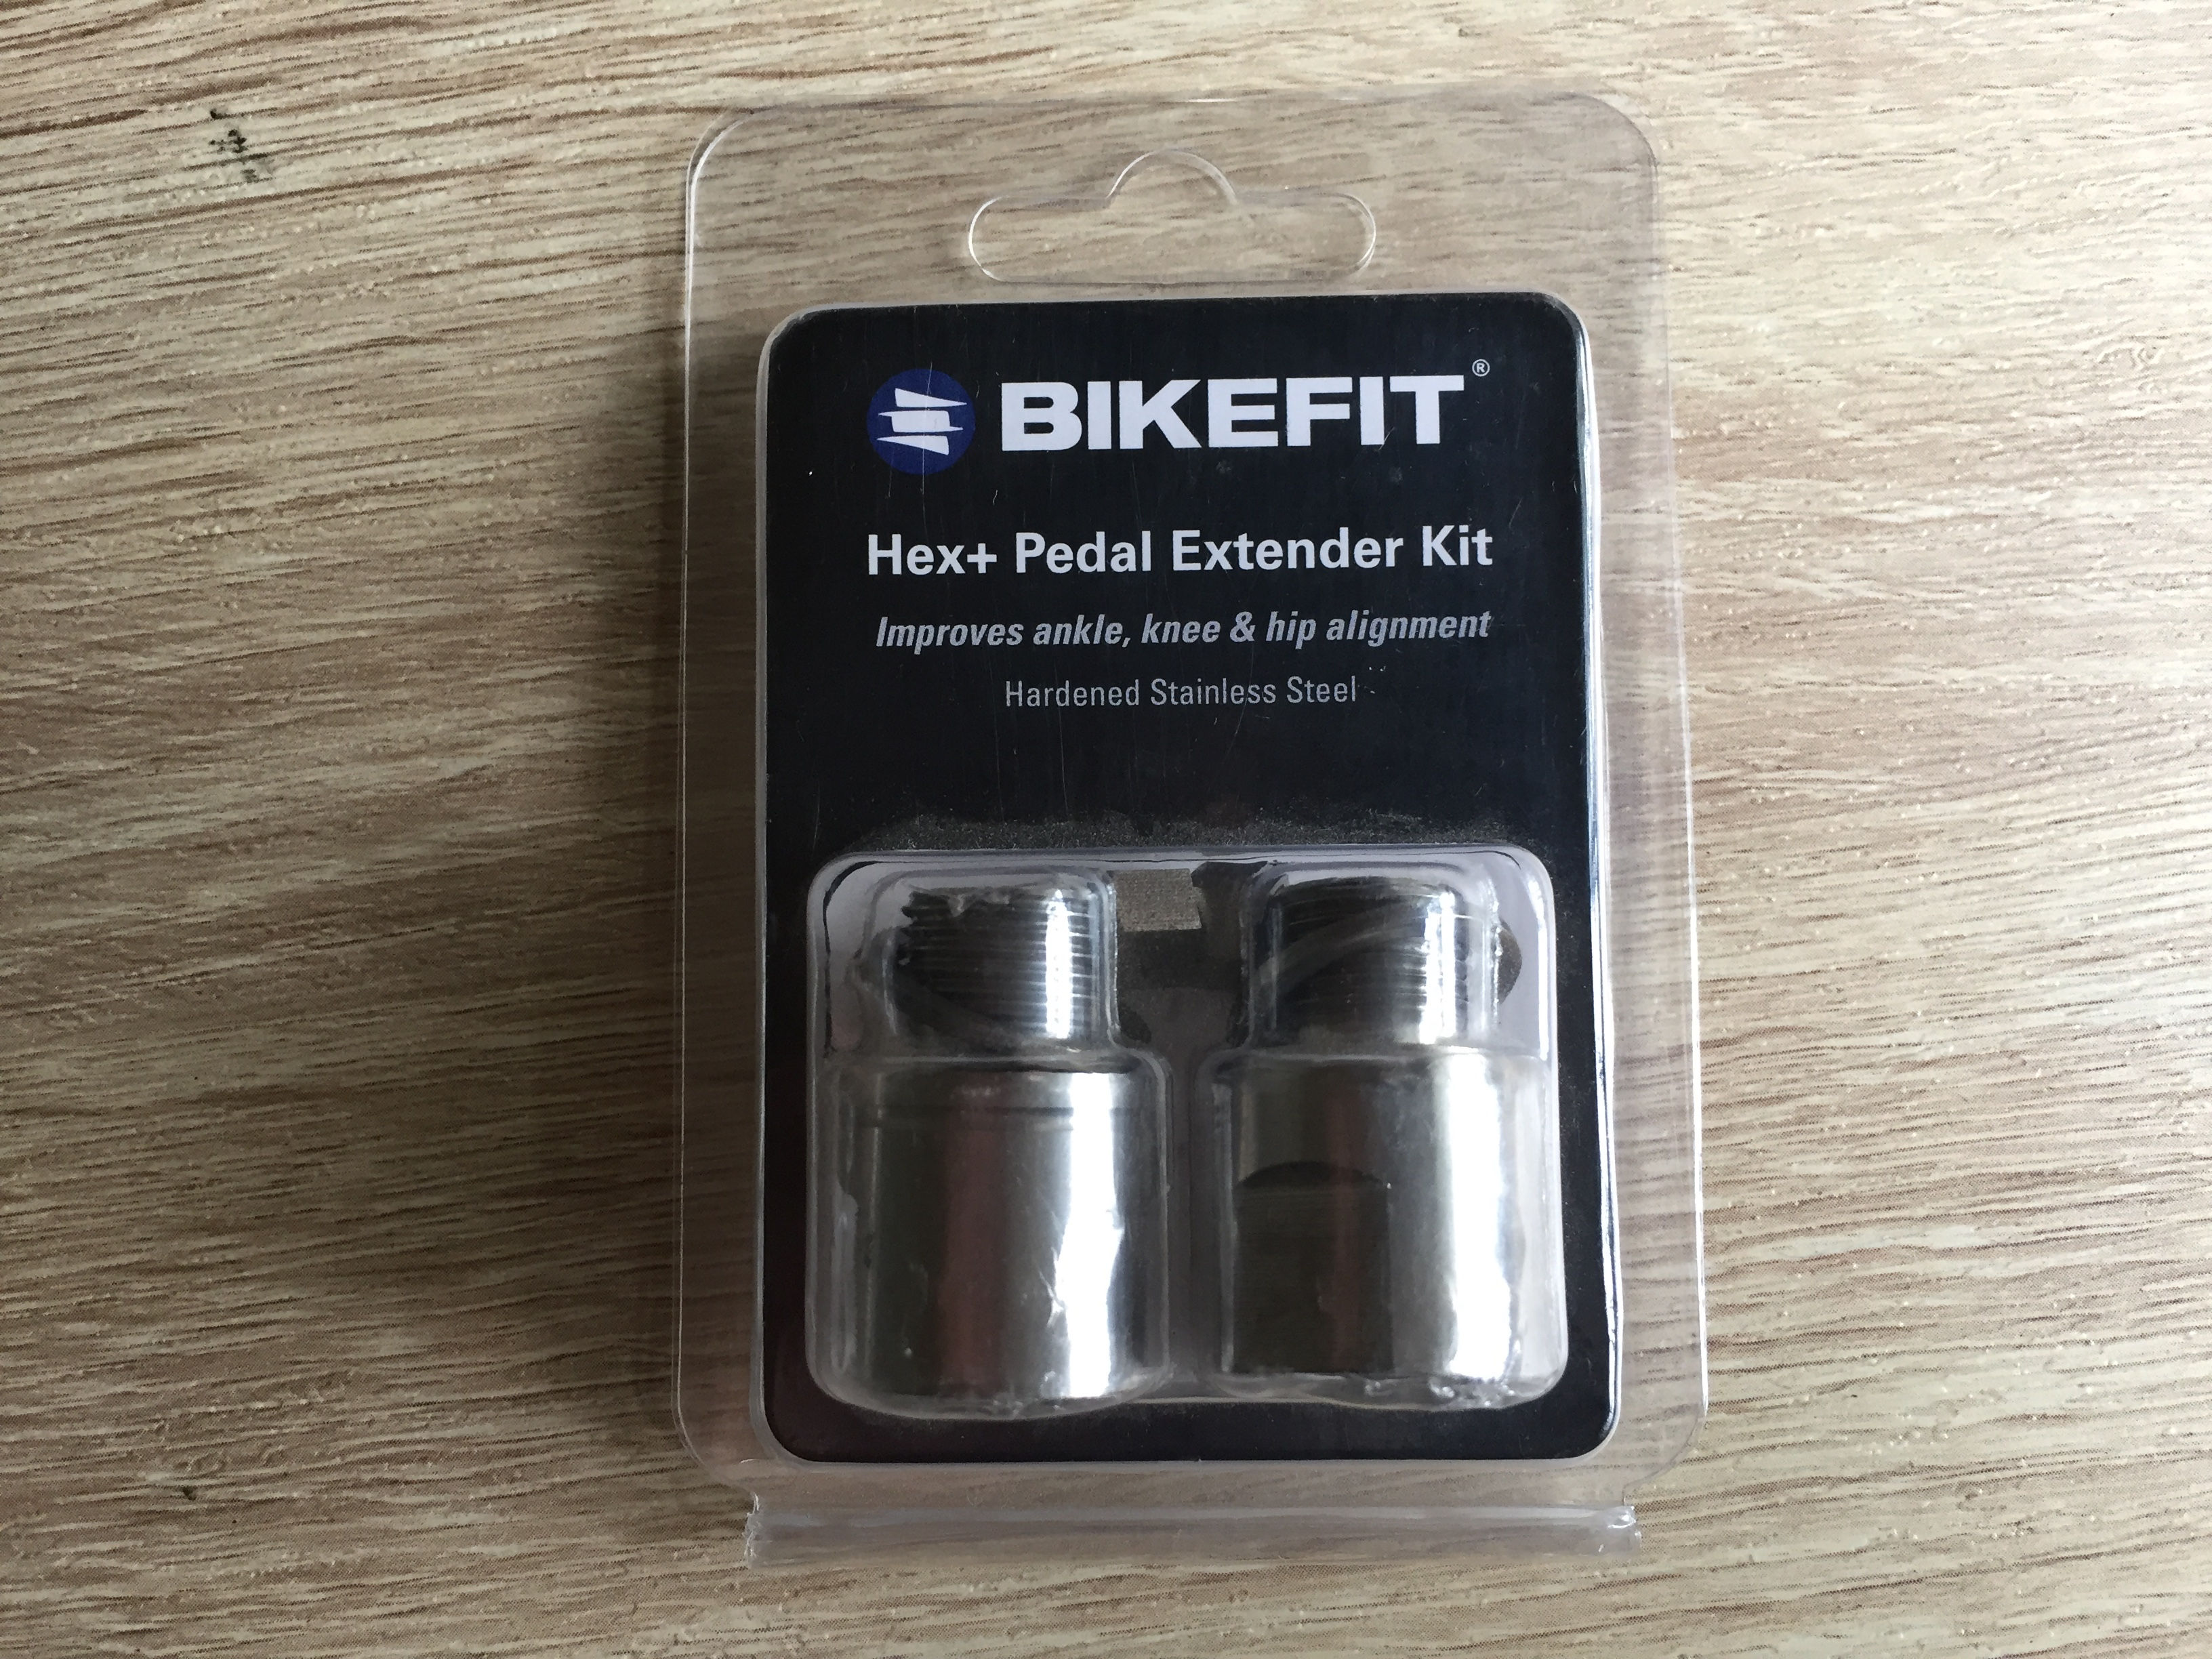 BIKEFIT®
Hex+ Pedal Extender Kit
Improves ankle, knee & hip alignment
Hardened Stainless Steel